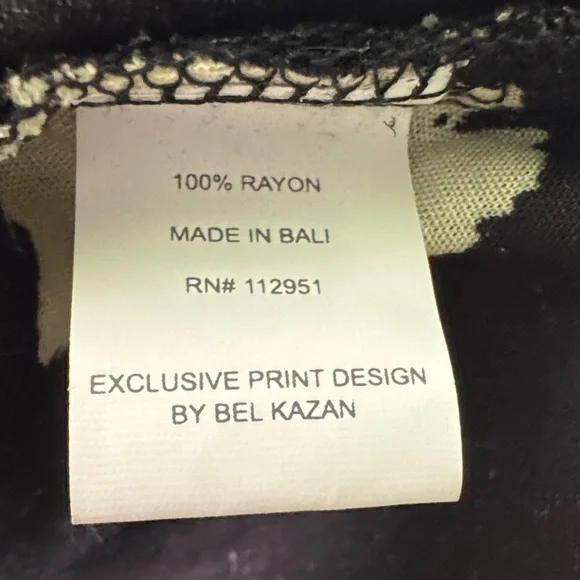 100% RAYON
MADE IN BALI
RN# 112951
EXCLUSIVE PRINT DESIGN
BY BEL KAZAN